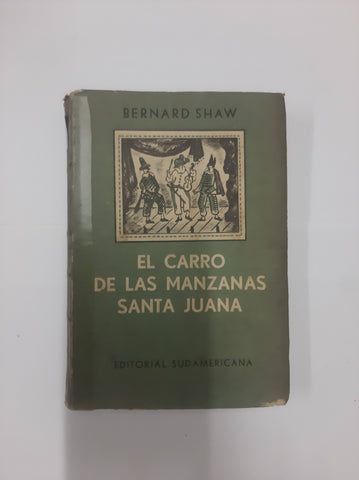 BERNARD SHAW
EL CARRO
DE LAS MANZANAS
SANTA JUANA
EDITORIAL SUDAMERICANA